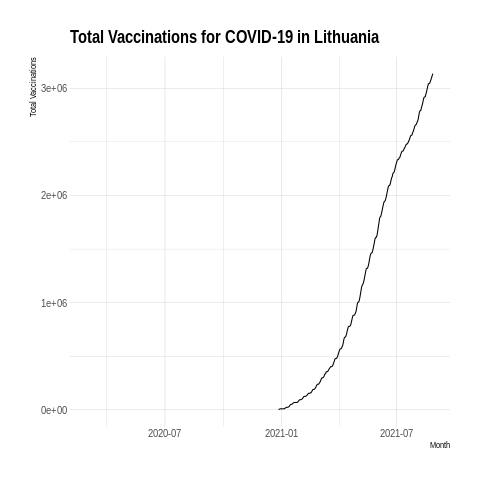 Total Vaccinations for COVID-19 in Lithuania
Total Vaccinations
3e+06
2e+06
1e+06
0e+00
2020-07 2021-01 2021-07
Month